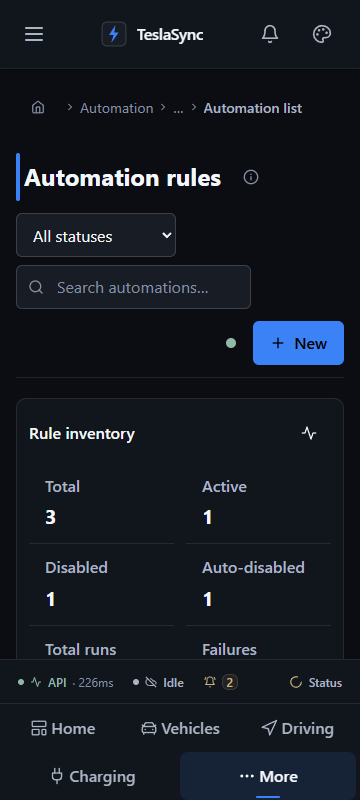 TeslaSync
Automation ... Automation list
Automation rules
All statuses
Search automations...
New
Rule inventory
Total Active
3 1
Disabled Auto-disabled
1 1
Total runs Failures
API · 226ms Idle 2 Status
Home Vehicles Driving
Charging More